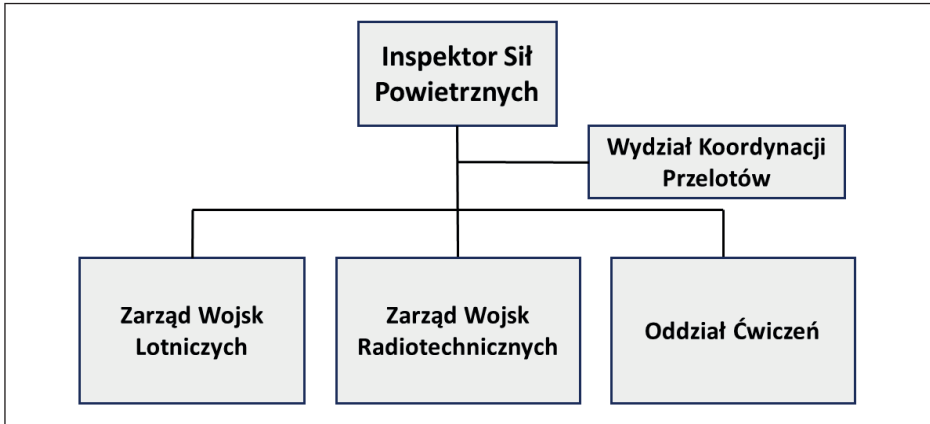 Inspektor Sił
Powietrznych
Wydział Koordynacji
Przelotów
Zarząd Wojsk
Lotniczych
Zarząd Wojsk
Radiotechnicznych
Oddział Ćwiczeń